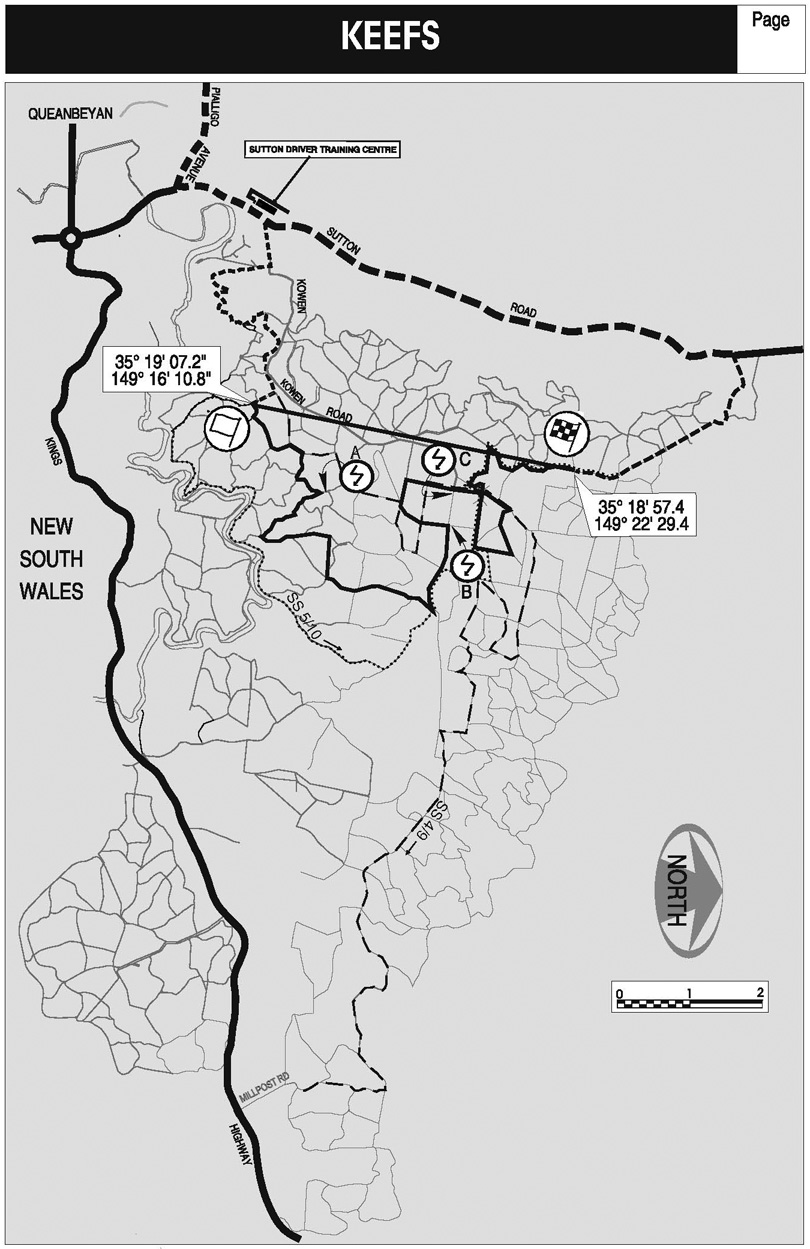 KEEFS
Page
QUEANBEYAN
PIALLIGO
AVENUE
SUTTON DRIVER TRAINING CENTRE
SUTTON
ROAD
KOWEN
35° 19' 07.2"
149° 16' 10.8"
KOWEN
ROAD
A
C
KINGS
35° 18' 57.4
149° 22' 29.4
NEW
SOUTH
WALES
B
SS 5/10
SS 4/9
NORTH
0 1 2
MILLPOST RD
HIGHWAY